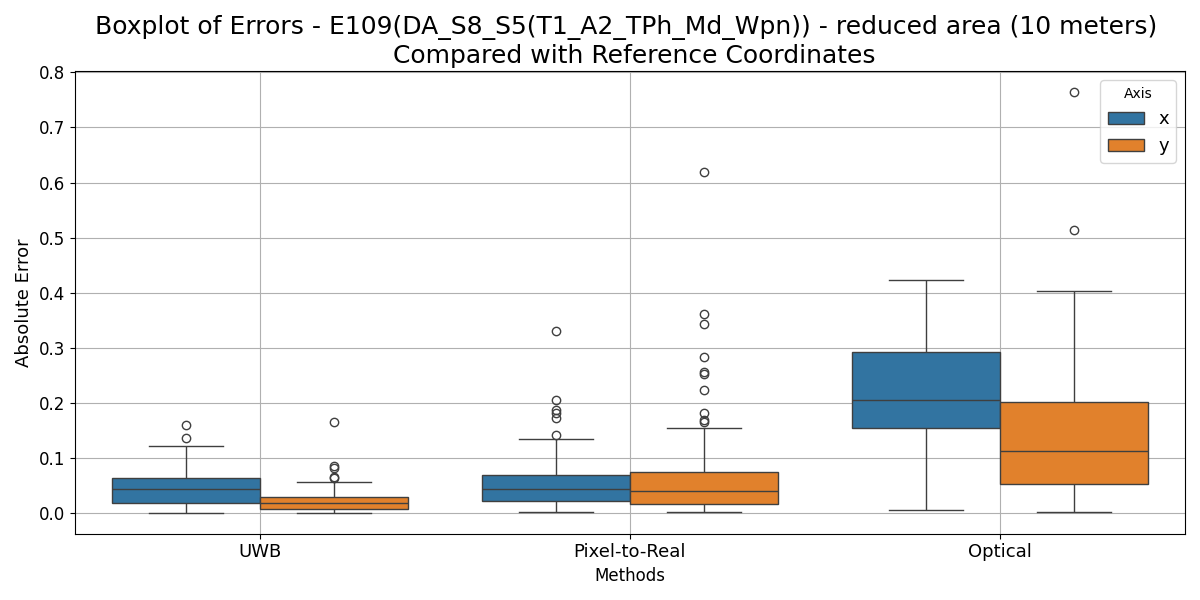 Boxplot of Errors - E109(DA_S8_S5(T1_A2_TPh_Md_Wpn)) - reduced area (10 meters)
Compared with Reference Coordinates
Absolute Error
0.8
0.7
0.6
0.5
0.4
0.3
0.2
0.1
0.0
Axis
x
y
UWB
Pixel-to-Real
Optical
Methods